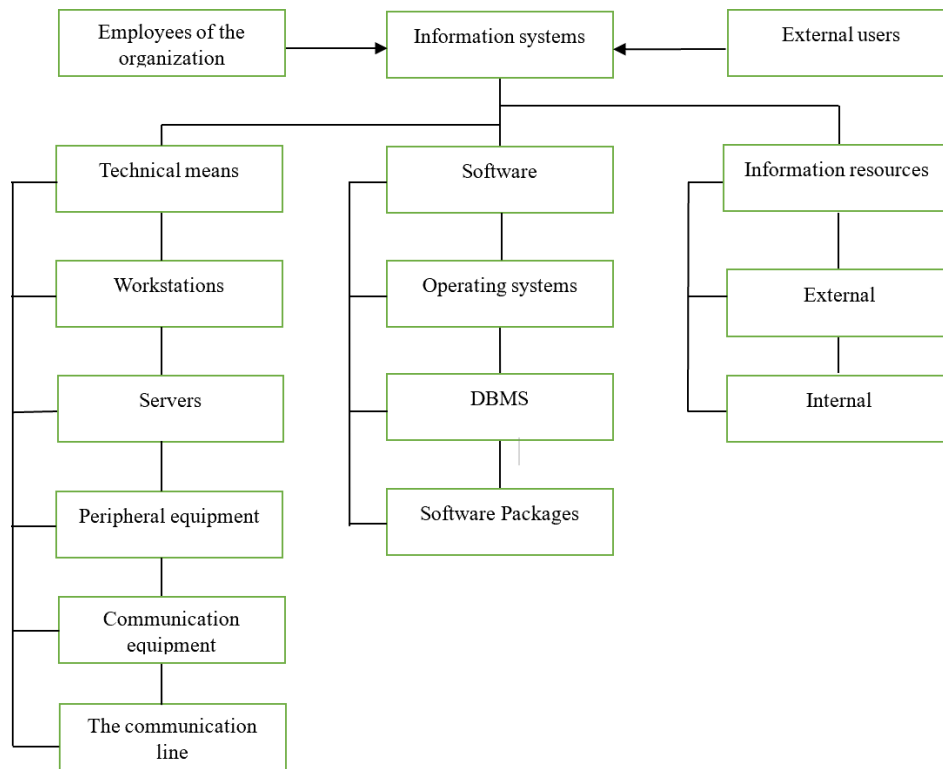 Employees of the
organization
Information systems
External users
Technical means
Software
Information resources
Workstations
Operating systems
External
Servers
DBMS
Internal
Peripheral equipment
Software Packages
Communication
equipment
The communication
line